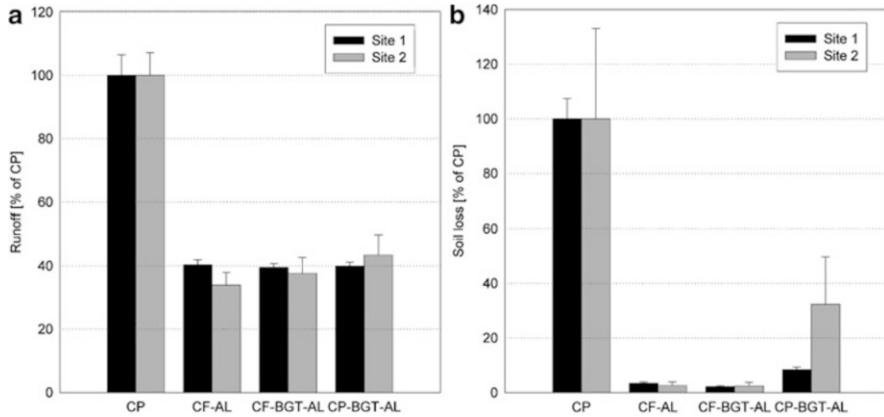 a
120
100
80
60
40
20
0
Runoff [% of CP]
Site 1
Site 2
CP CF-AL CF-BGT-AL CP-BGT-AL
b
140
120
100
80
60
40
20
0
Soil loss [% of CP]
Site 1
Site 2
CP CF-AL CF-BGT-AL CP-BGT-AL